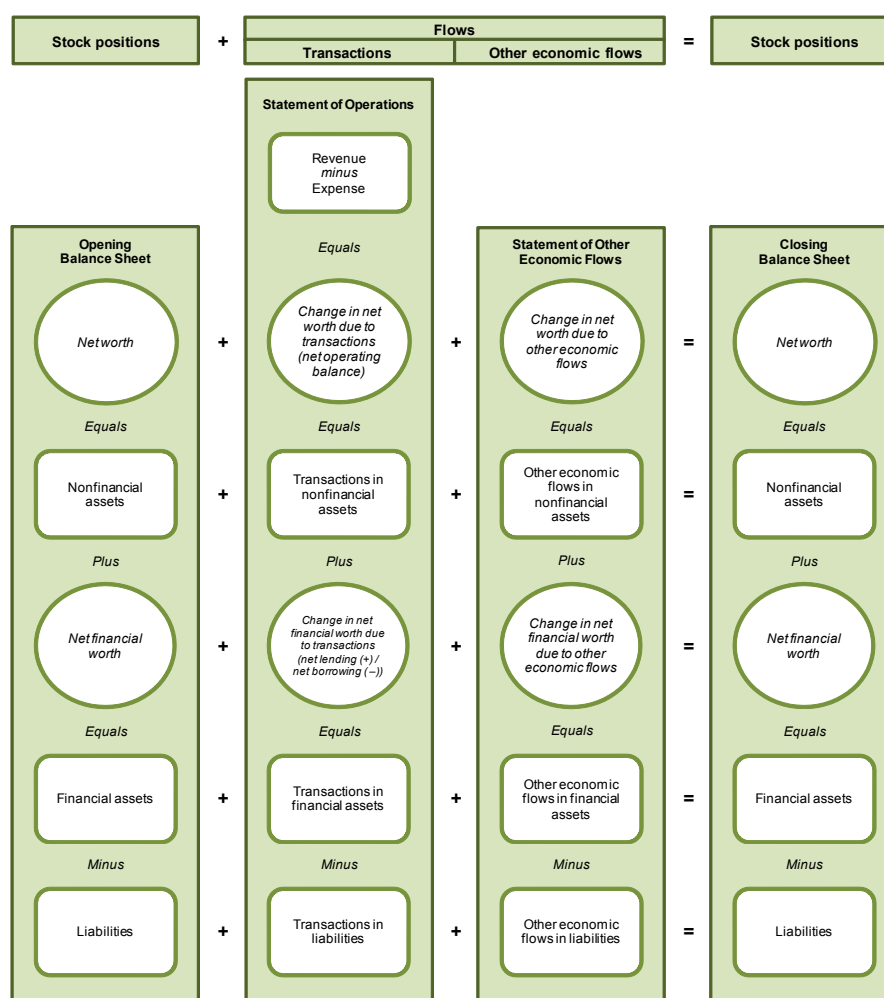 Stock positions
+
Flows
Transactions
Other economic flows
=
Stock positions
Statement of Operations
Revenue
minus
Expense
Opening
Balance Sheet
Equals
Statement of Other
Economic Flows
Closing
Balance Sheet
Net worth
+
Change in net
worth due to
transactions
(net operating
balance)
+
Change in net
worth due to
other economic
flows
=
Net worth
Equals
Equals
Equals
Equals
Nonfinancial
assets
+
Transactions in
nonfinancial
assets
+
Other economic
flows in
nonfinancial
assets
=
Nonfinancial
assets
Plus
Plus
Plus
Plus
Net financial
worth
+
Change in net
financial worth due
to transactions
(net lending (+) /
net borrowing (–))
+
Change in net
financial worth
due to other
economic flows
=
Net financial
worth
Equals
Equals
Equals
Equals
Financial assets
+
Transactions in
financial assets
+
Other economic
flows in financial
assets
=
Financial assets
Minus
Minus
Minus
Minus
Liabilities
+
Transactions in
liabilities
+
Other economic
flows in liabilities
=
Liabilities